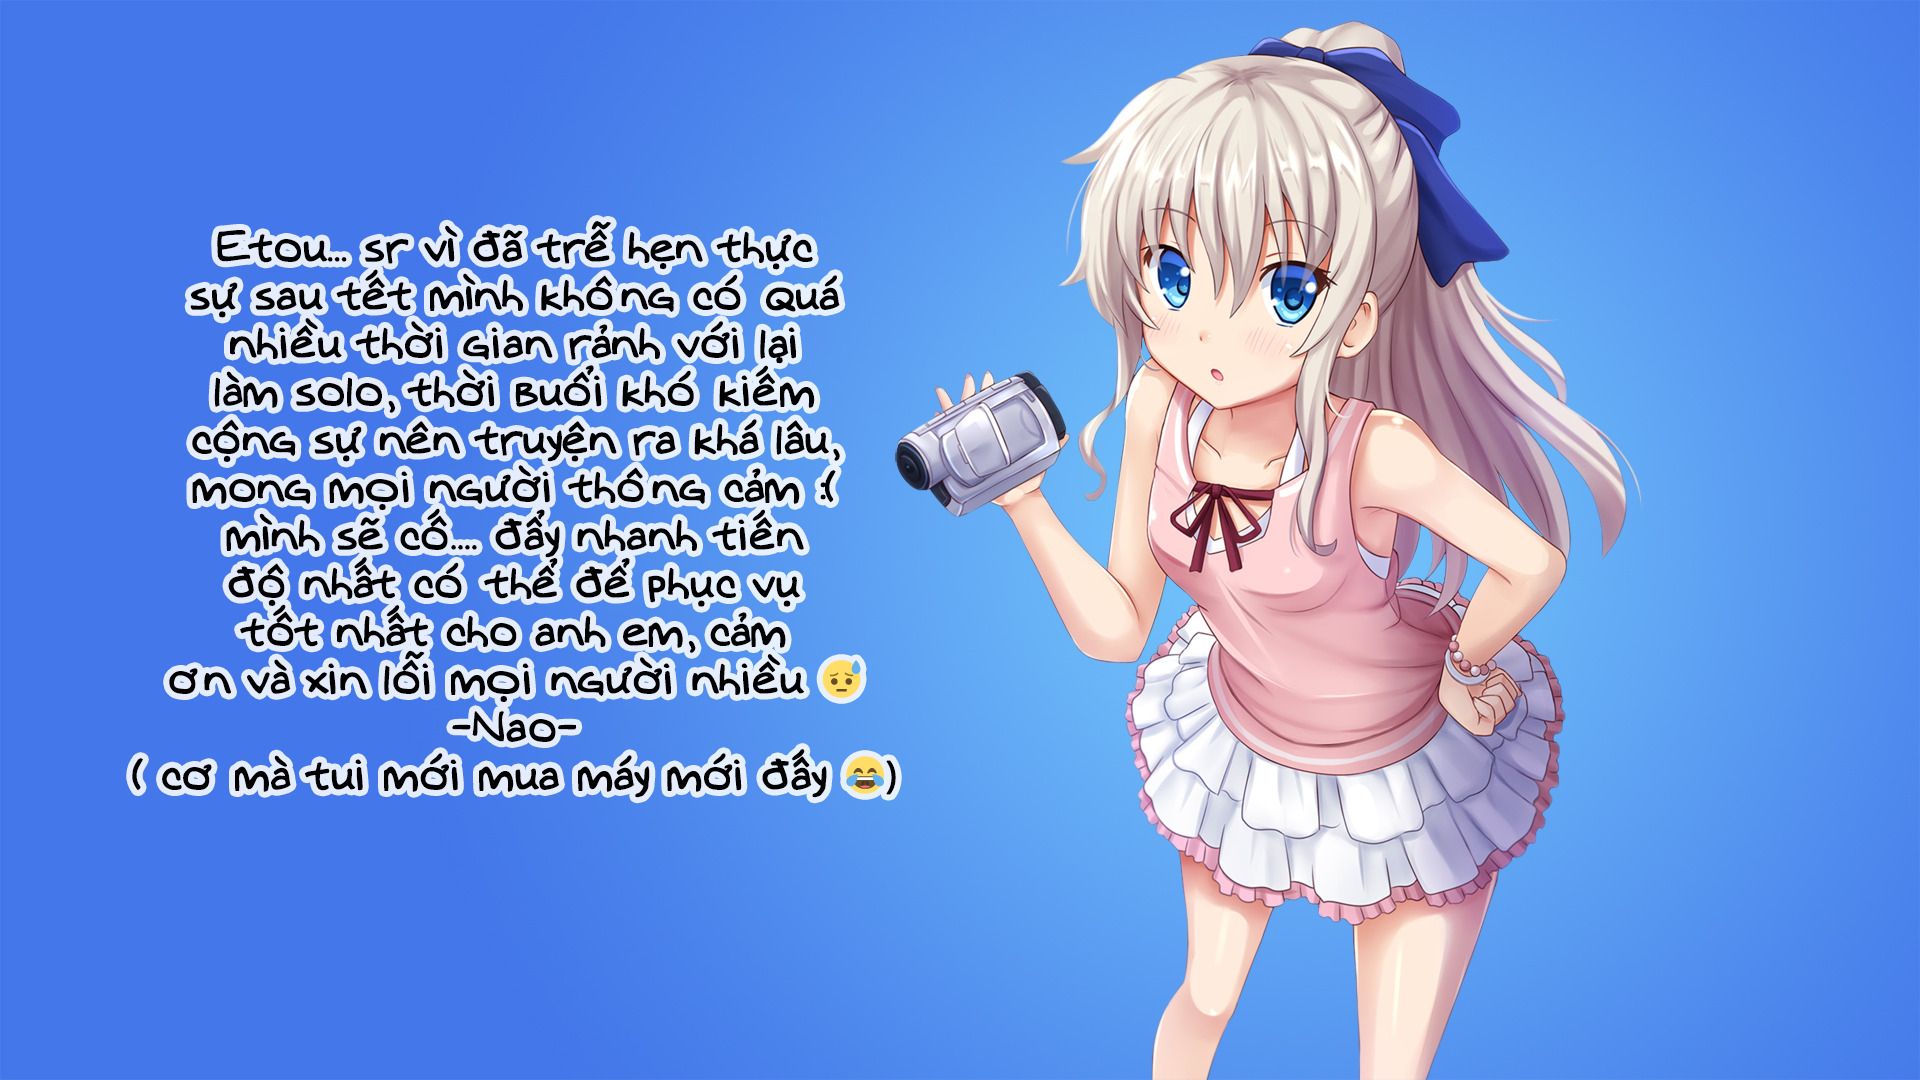 Etou... sr vì đã trễ hẹn thực
sự sau tết mình không có quá
nhiều thời gian rảnh với lại
làm solo, thời buổi khó kiếm
cộng sự nên truyện ra khá lâu,
mong mọi người thông cảm :(
mình sẽ cố.... đẩy nhanh tiến
độ nhất có thể để phục vụ
tốt nhất cho anh em, cảm
ơn và xin lỗi mọi người nhiều 😓
-Nao-
( cơ mà tui mới mua máy mới đấy 😂)